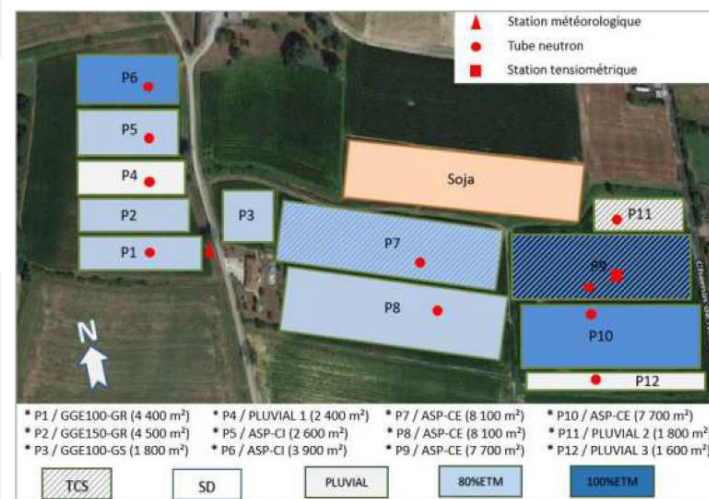 Station météorologique
Tube neutron
Station tensiométrique
P6
P5
P4
P2
P1
P3
Soja
P7
P8
P11
P9
P10
P12
N
Chemin de
* P1 / GGE100-GR (4 400 m²)
* P2 / GGE150-GR (4 500 m²)
* P3 / GGE100-GS (1 800 m²)
* P4 / PLUVIAL 1 (2 400 m²)
* P5 / ASP-CI (2 600 m²)
* P6 / ASP-CI (3 900 m²)
* P7 / ASP-CE (8 100 m²)
* P8 / ASP-CE (8 100 m²)
* P9 / ASP-CE (7 700 m²)
* P10 / ASP-CE (7 700 m²)
* P11 / PLUVIAL 2 (1 800 m²)
* P12 / PLUVIAL 3 (1 600 m²)
TCS
SD
PLUVIAL
80%ETM
100%ETM